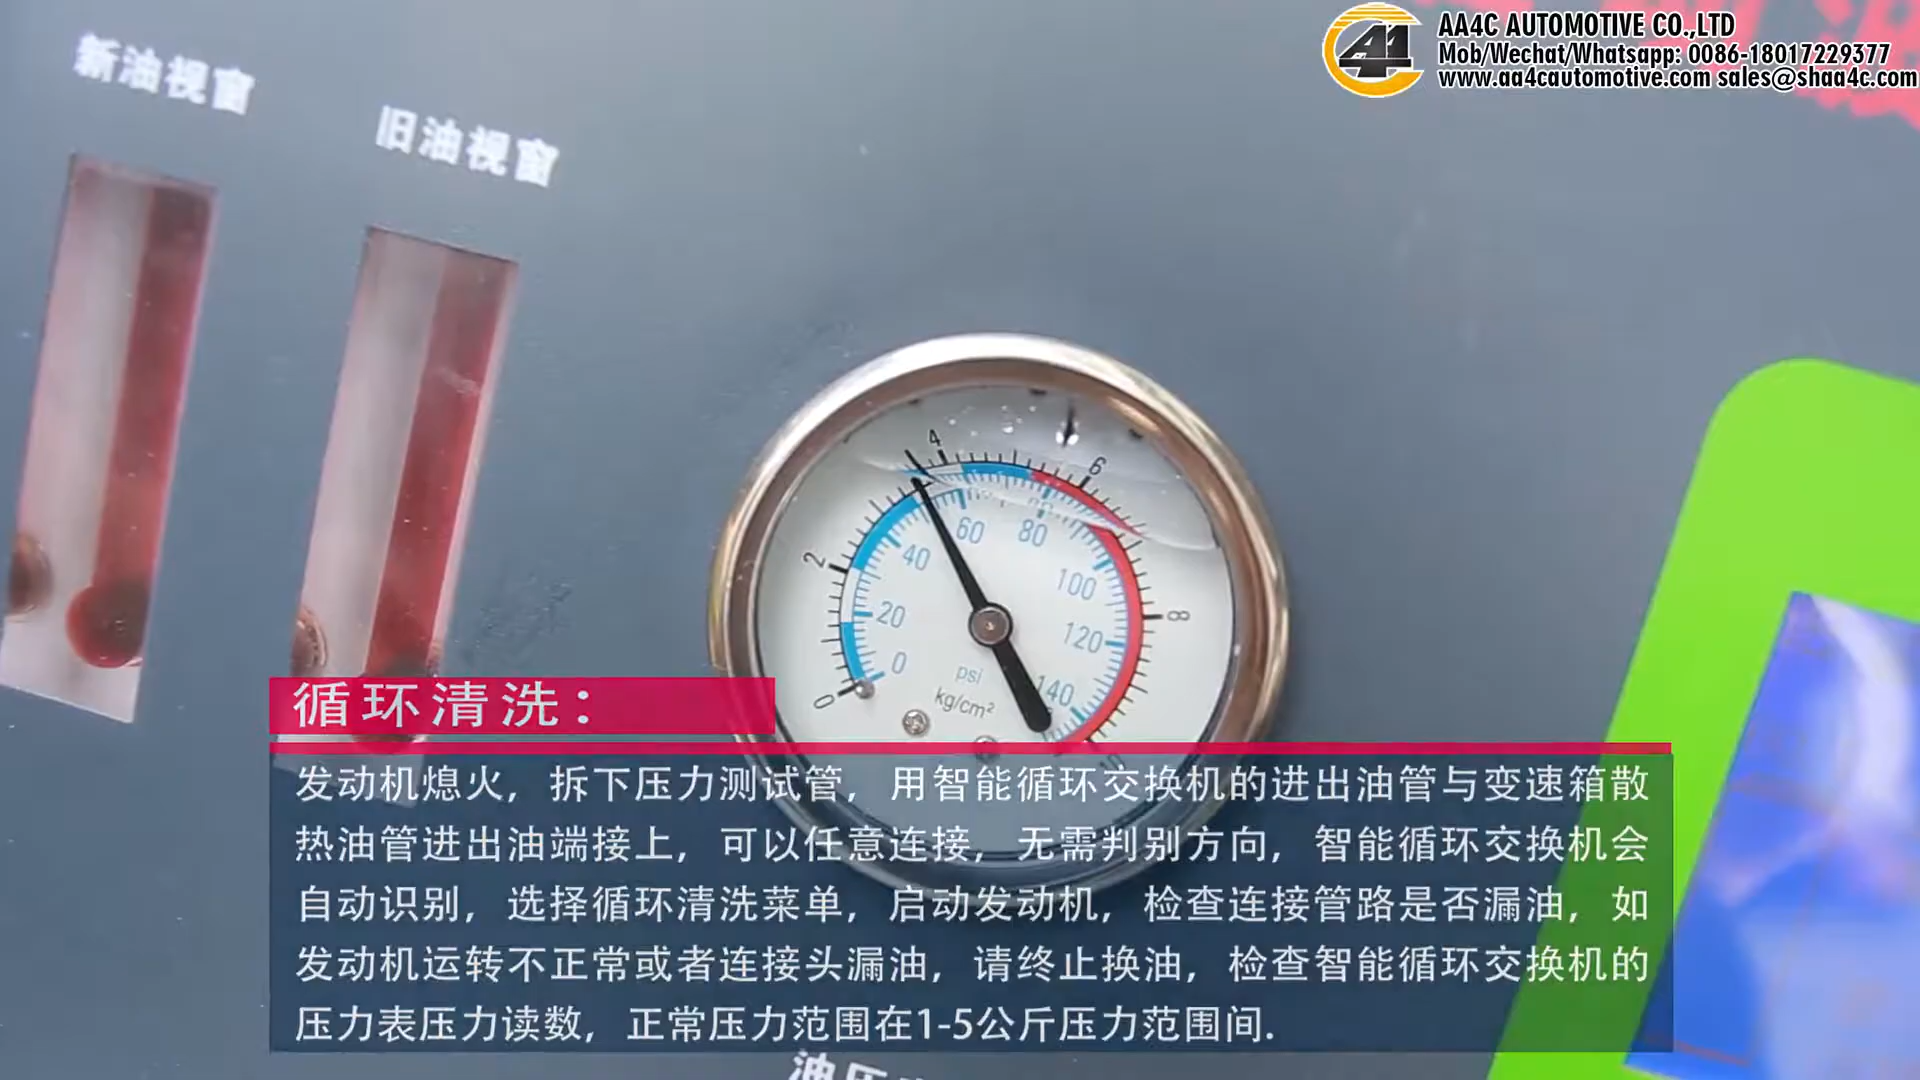 AA4C AUTOMOTIVE CO.,LTD
Mob/Wechat/Whatsapp: 0086-18017229377
www.aa4cautomotive.com sales@shaa4c.com
新油视窗
旧油视窗
4
6
2
60
80
40
100
8
20
120
0
psi
140
0
kg/cm²
10
循环清洗：
发动机熄火，拆下压力测试管，用智能循环交换机的进出油管与变速箱散
热油管进出油端接上，可以任意连接，无需判别方向，智能循环交换机会
自动识别，选择循环清洗菜单，启动发动机，检查连接管路是否漏油，如
发动机运转不正常或者连接头漏油，请终止换油，检查智能循环交换机的
压力表压力读数，正常压力范围在1-5公斤压力范围间.